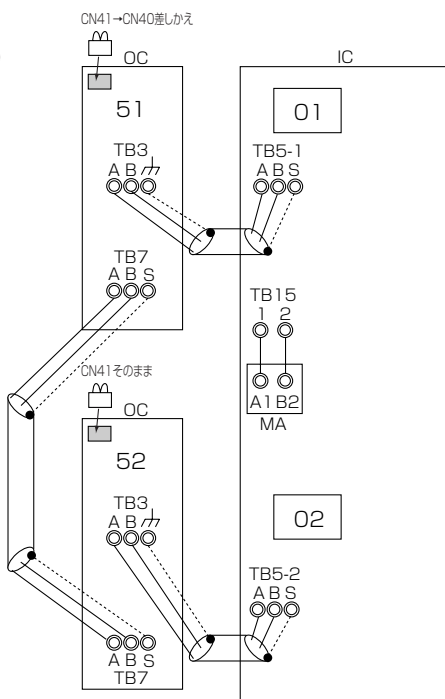 CN41→CN40差しかえ
OC
IC
51
01
TB3
A B
TB5-1
A B S
TB7
A B S
TB15
1 2
A1 B2
MA
CN41そのまま
OC
52
02
TB3
A B
TB5-2
A B S
A B S
TB7